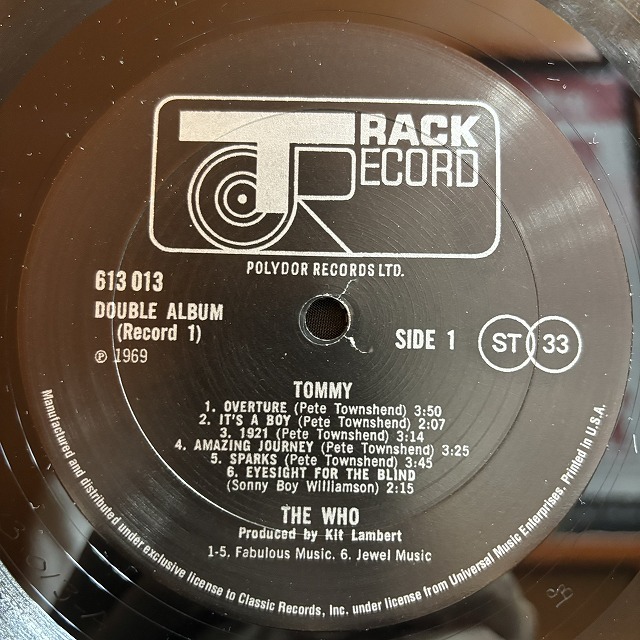 TRACK
RECORD
POLYDOR RECORDS LTD.
613 013
DOUBLE ALBUM
(Record 1)
℗ 1969
SIDE 1
ST 33
TOMMY
1. OVERTURE (Pete Townshend) 3:50
2. IT'S A BOY (Pete Townshend) 2:07
3. 1921 (Pete Townshend) 3:14
4. AMAZING JOURNEY (Pete Townshend) 3:25
5. SPARKS (Pete Townshend) 3:45
6. EYESIGHT FOR THE BLIND
(Sonny Boy Williamson) 2:15
THE WHO
Produced by Kit Lambert
1-5. Fabulous Music. 6. Jewel Music
Manufactured and distributed under exclusive license to Classic Records, Inc. under license from Universal Music Enterprises. Printed in U.S.A.